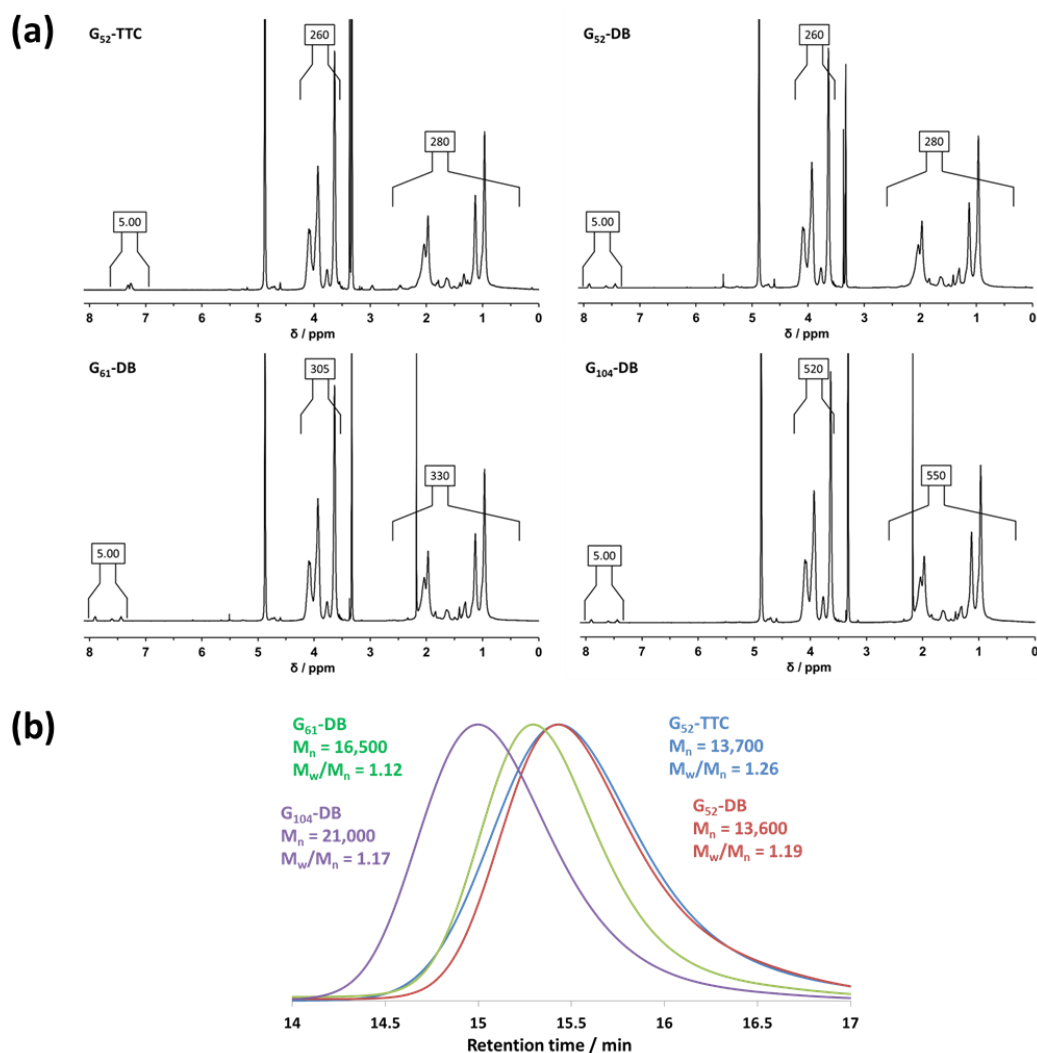 (a)
G₅₂-TTC
260
280
5.00
8 7 6 5 4 3 2 1 0
δ / ppm
G₅₂-DB
260
280
5.00
8 7 6 5 4 3 2 1 0
δ / ppm
G₆₁-DB
305
330
5.00
8 7 6 5 4 3 2 1 0
δ / ppm
G₁₀₄-DB
520
550
5.00
8 7 6 5 4 3 2 1 0
δ / ppm
(b)
G₆₁-DB
Mₙ = 16,500
M_w/Mₙ = 1.12
G₁₀₄-DB
Mₙ = 21,000
M_w/Mₙ = 1.17
G₅₂-TTC
Mₙ = 13,700
M_w/Mₙ = 1.26
G₅₂-DB
Mₙ = 13,600
M_w/Mₙ = 1.19
14 14.5 15 15.5 16 16.5 17
Retention time / min